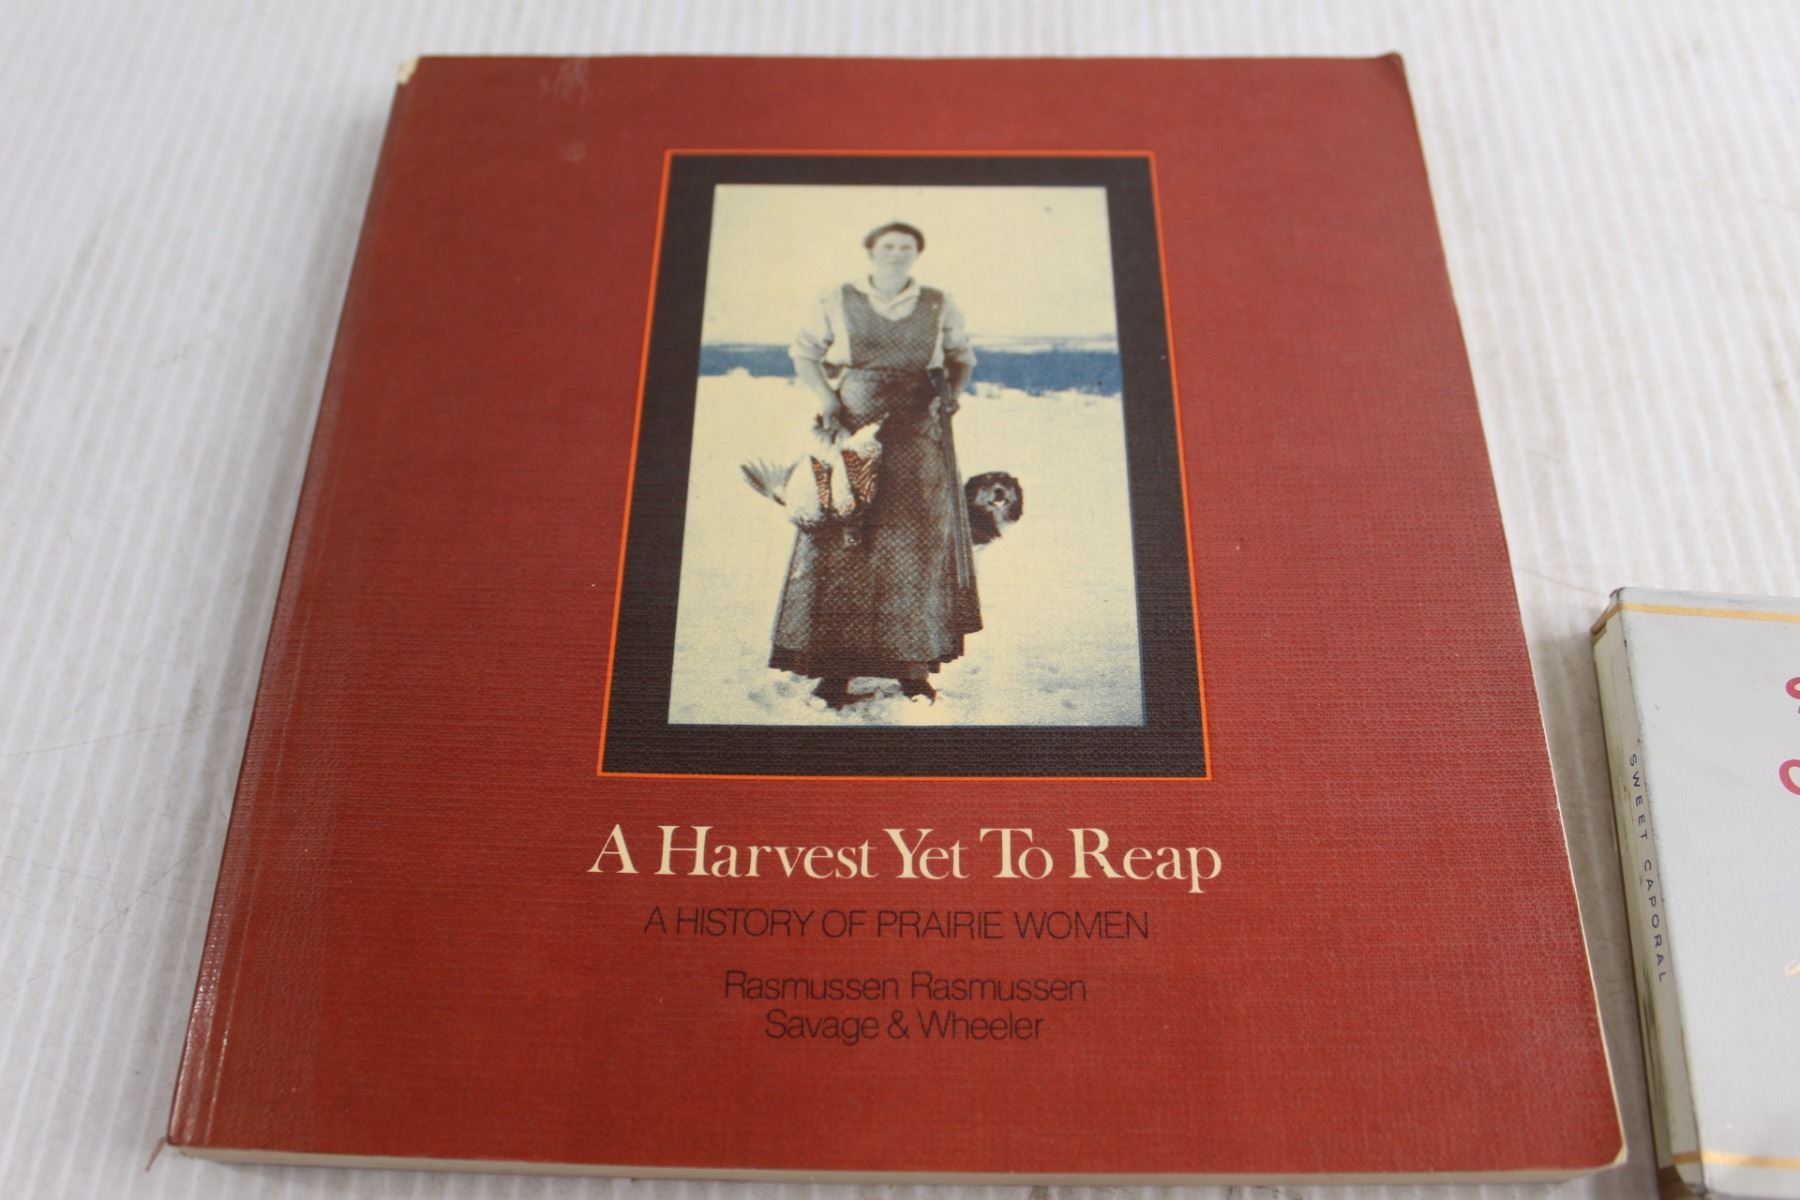 A Harvest Yet To Reap
A HISTORY OF PRAIRIE WOMEN
Rasmussen Rasmussen
Savage & Wheeler
SWEET CAPORAL